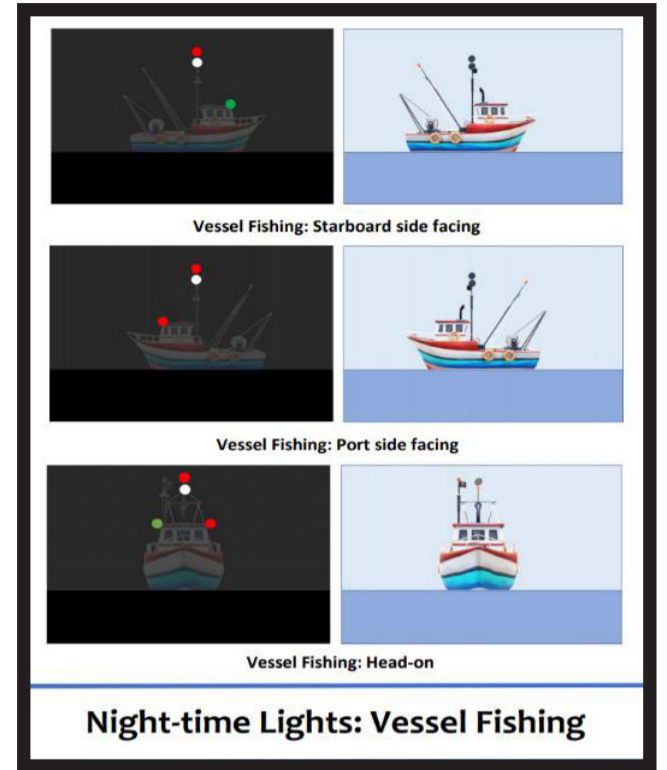 Vessel Fishing: Starboard side facing
Vessel Fishing: Port side facing
Vessel Fishing: Head-on
Night-time Lights: Vessel Fishing